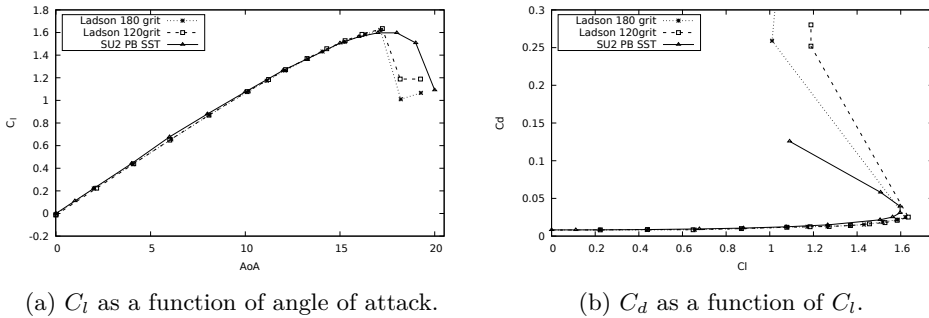 Ladson 180 grit
Ladson 120grit
SU2 PB SST
1.8
1.6
1.4
1.2
1
0.8
0.6
0.4
0.2
0
-0.2
C_l
0 5 10 15 20
AoA
(a) C_l as a function of angle of attack.
Ladson 180 grit
Ladson 120grit
SU2 PB SST
0.3
0.25
0.2
0.15
0.1
0.05
0
Cd
0 0.2 0.4 0.6 0.8 1 1.2 1.4 1.6
Cl
(b) C_d as a function of C_l.